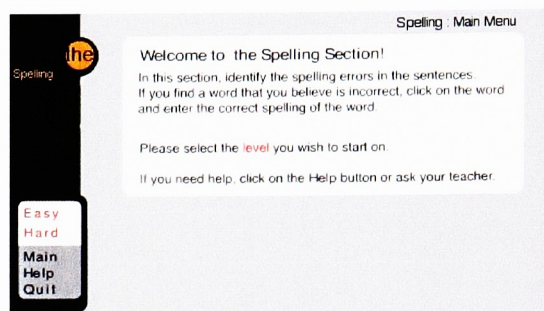 Spelling : Main Menu
the
Spelling
Welcome to the Spelling Section!
In this section, identify the spelling errors in the sentences.
If you find a word that you believe is incorrect, click on the word
and enter the correct spelling of the word.
Please select the level you wish to start on.
If you need help, click on the Help button or ask your teacher.
Easy
Hard
Main
Help
Quit